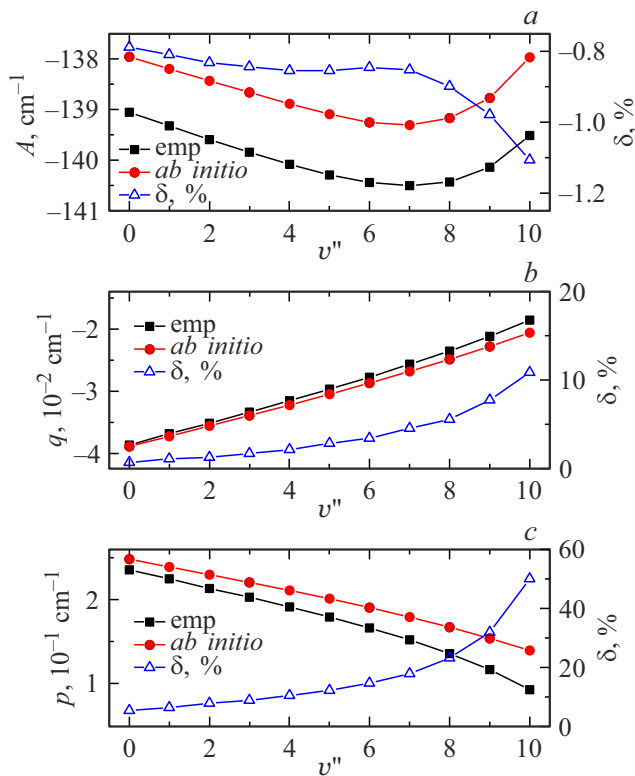 a
−138
−139
−140
−141
A, cm−1
emp
ab initio
δ, %
−0.8
−1.0
−1.2
δ, %
0 2 4 6 8 10
v"
b
−2
−3
−4
q, 10−2 cm−1
emp
ab initio
δ, %
20
10
0
δ, %
0 2 4 6 8 10
v"
c
2
1
p, 10−1 cm−1
emp
ab initio
δ, %
60
40
20
0
δ, %
0 2 4 6 8 10
v"